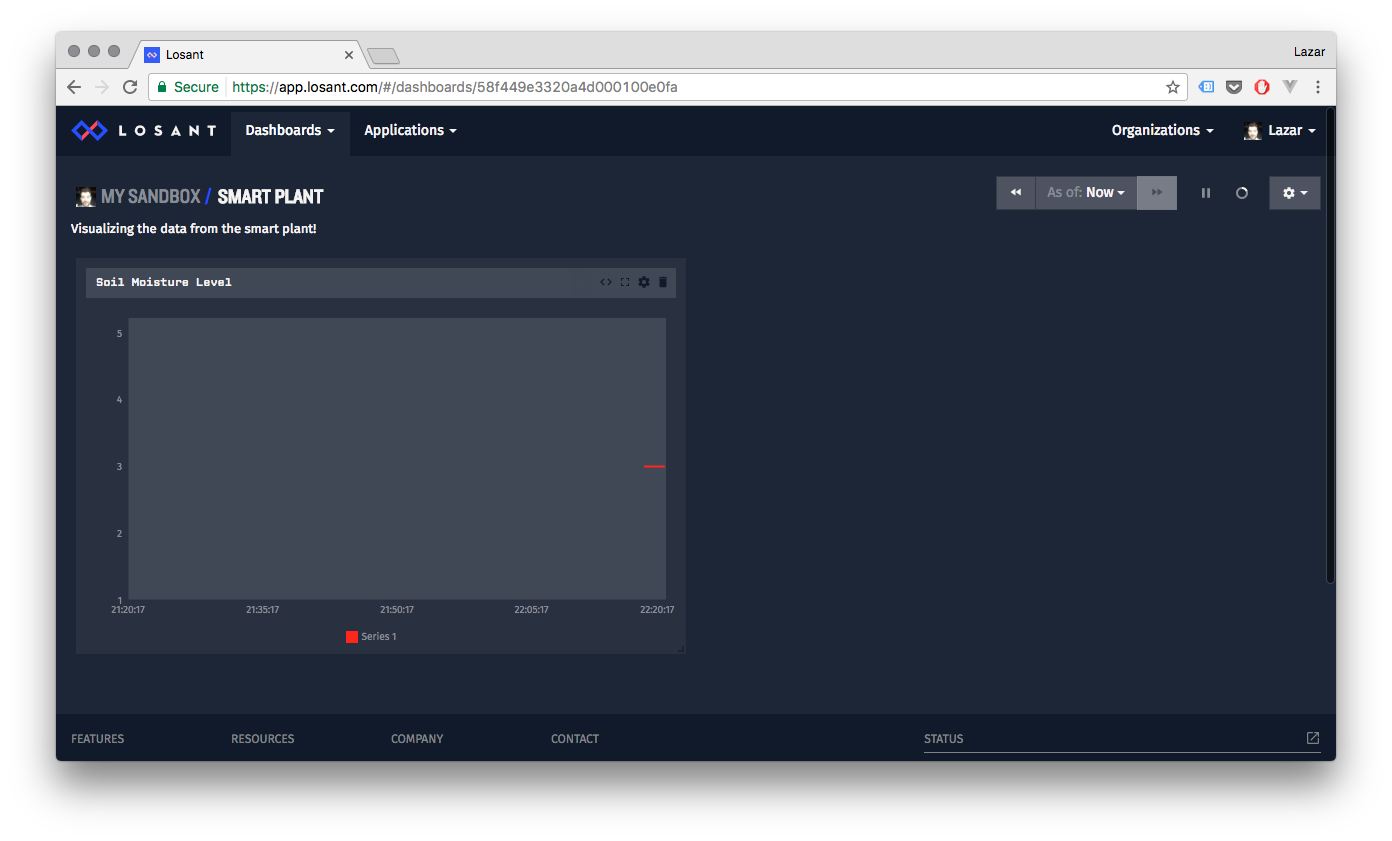 Losant
Lazar
Secure https://app.losant.com/#/dashboards/58f449e3320a4d000100e0fa
LOSANT Dashboards Applications Organizations Lazar
MY SANDBOX / SMART PLANT As of: Now
Visualizing the data from the smart plant!
Soil Moisture Level
5
4
3
2
1
21:20:17 21:35:17 21:50:17 22:05:17 22:20:17
Series 1
FEATURES RESOURCES COMPANY CONTACT STATUS